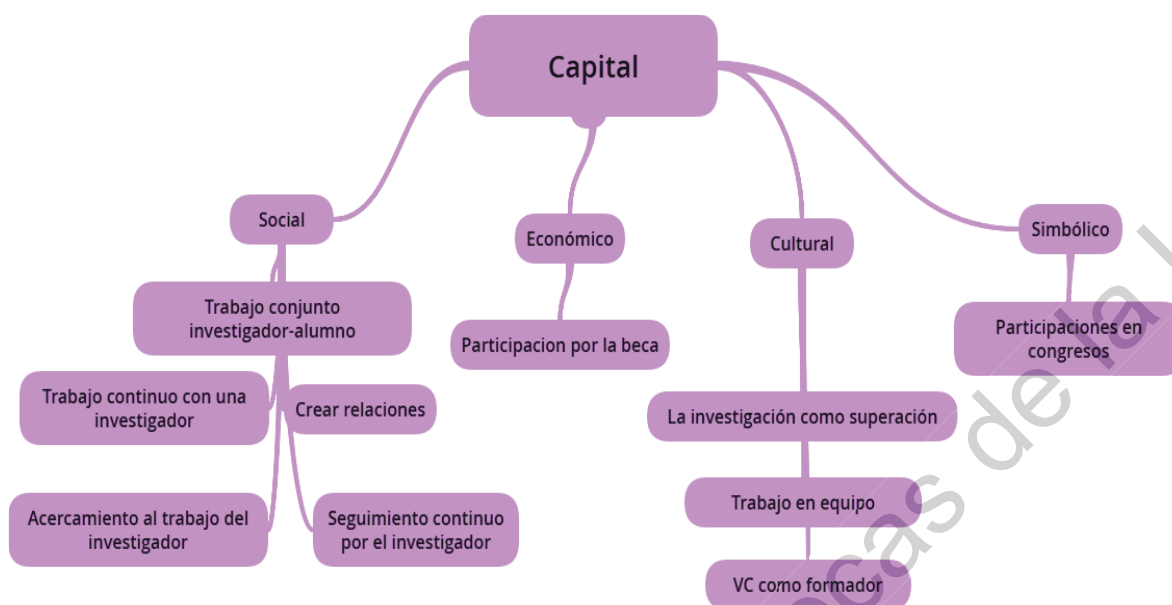 Capital
Social
Trabajo conjunto
investigador-alumno
Trabajo continuo con una
investigador
Crear relaciones
Acercamiento al trabajo del
investigador
Seguimiento continuo
por el investigador
Económico
Participacion por la beca
Cultural
La investigación como superación
Trabajo en equipo
VC como formador
Simbólico
Participaciones en
congresos
de la